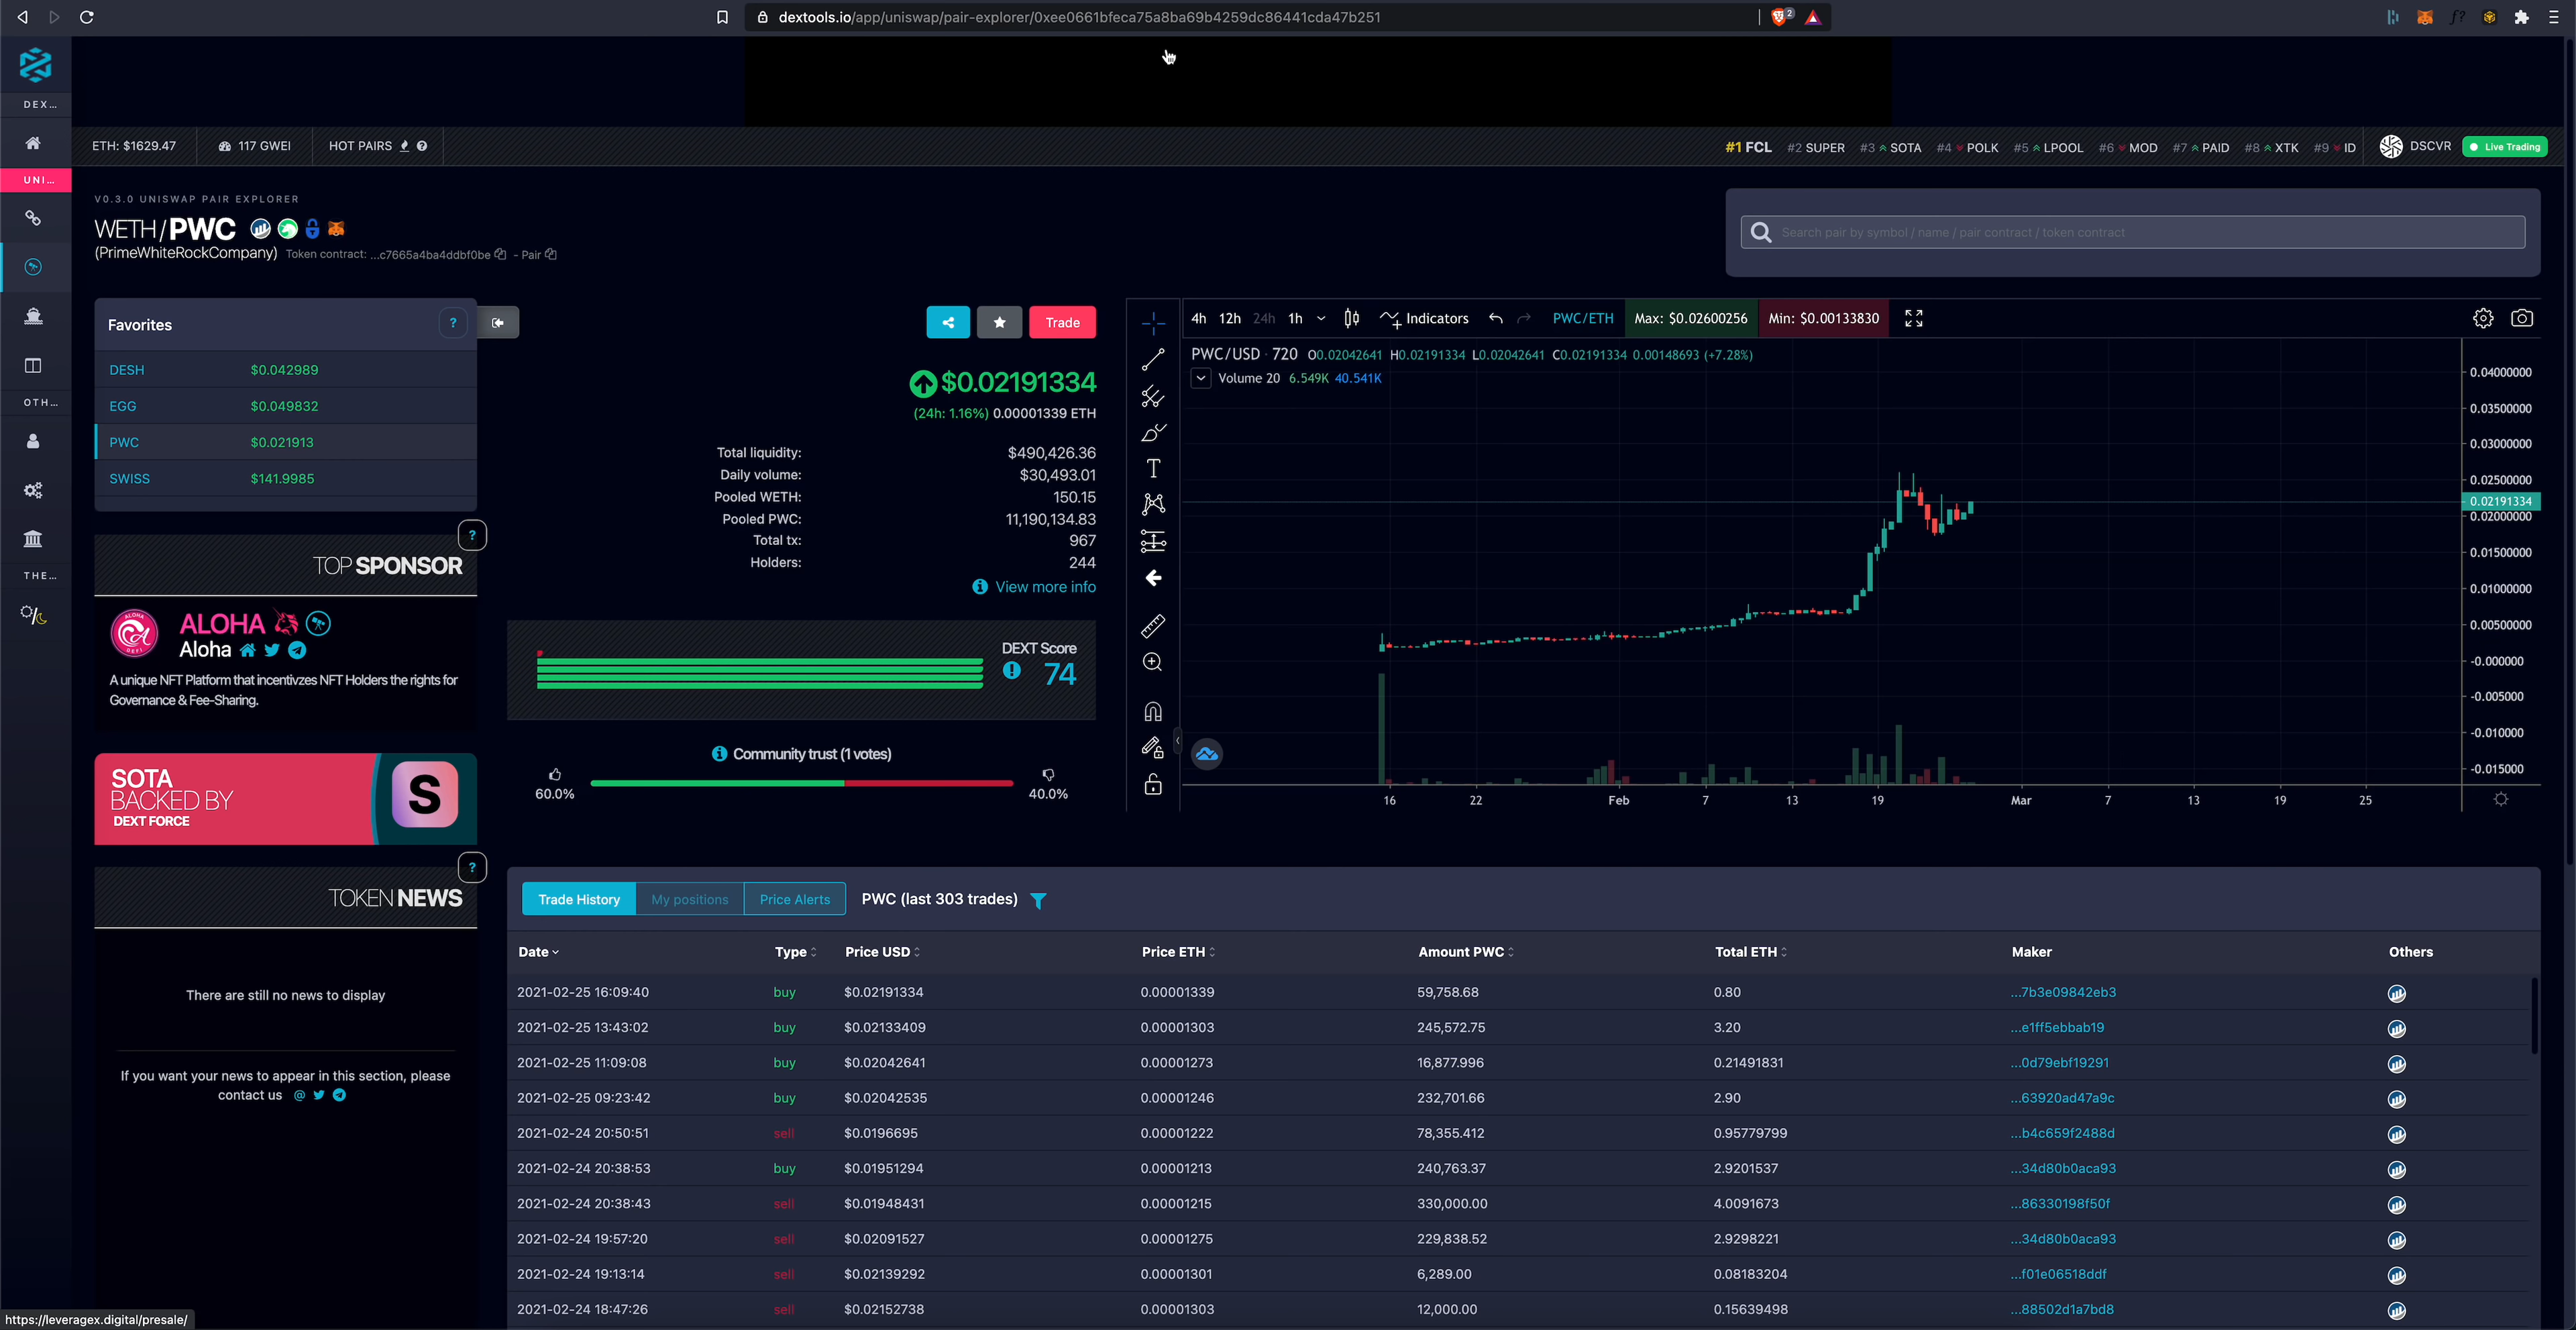 dextools.io/app/uniswap/pair-explorer/0xee0661bfeca75a8ba69b4259dc86441cda47b251
2
DEX...
ETH: $1629.47
117 GWEI
HOT PAIRS
#1 FCL #2 SUPER #3 SOTA #4 POLK #5 LPOOL #6 MOD #7 PAID #8 XTK #9 ID
DSCVR
Live Trading
UNI...
V0.3.0 UNISWAP PAIR EXPLORER
WETH/PWC
(PrimeWhiteRockCompany) Token contract: ...c7665a4ba4ddbf0be - Pair
Search pair by symbol / name / pair contract / token contract
OTH...
THE...
Favorites
?
DESH $0.042989
EGG $0.049832
PWC $0.021913
SWISS $141.9985
?
TOP SPONSOR
ALOHA
Aloha
A unique NFT Platform that incentivzes NFT Holders the rights for
Governance & Fee-Sharing.
SOTA
BACKED BY
DEXT FORCE
S
?
TOKEN NEWS
There are still no news to display
If you want your news to appear in this section, please
contact us @
Trade
$0.02191334
(24h: 1.16%) 0.00001339 ETH
Total liquidity: $490,426.36
Daily volume: $30,493.01
Pooled WETH: 150.15
Pooled PWC: 11,190,134.83
Total tx: 967
Holders: 244
View more info
DEXT Score
74
Community trust (1 votes)
60.0%
40.0%
4h 12h 24h 1h Indicators PWC/ETH Max: $0.02600256 Min: $0.00133830
PWC/USD · 720 O0.02042641 H0.02191334 L0.02042641 C0.02191334 0.00148693 (+7.28%)
Volume 20 6.549K 40.541K
0.04000000
0.03500000
0.03000000
0.02500000
0.02191334
0.02000000
0.01500000
0.01000000
0.00500000
-0.000000
-0.005000
-0.010000
-0.015000
16 22 Feb 7 13 19 Mar 7 13 19 25
Trade History My positions Price Alerts PWC (last 303 trades)
Date Type Price USD Price ETH Amount PWC Total ETH Maker Others
2021-02-25 16:09:40 buy $0.02191334 0.00001339 59,758.68 0.80 ...7b3e09842eb3
2021-02-25 13:43:02 buy $0.02133409 0.00001303 245,572.75 3.20 ...e1ff5ebbab19
2021-02-25 11:09:08 buy $0.02042641 0.00001273 16,877.996 0.21491831 ...0d79ebf19291
2021-02-25 09:23:42 buy $0.02042535 0.00001246 232,701.66 2.90 ...63920ad47a9c
2021-02-24 20:50:51 sell $0.0196695 0.00001222 78,355.412 0.95779799 ...b4c659f2488d
2021-02-24 20:38:53 buy $0.01951294 0.00001213 240,763.37 2.9201537 ...34d80b0aca93
2021-02-24 20:38:43 sell $0.01948431 0.00001215 330,000.00 4.0091673 ...86330198f50f
2021-02-24 19:57:20 sell $0.02091527 0.00001275 229,838.52 2.9298221 ...34d80b0aca93
2021-02-24 19:13:14 sell $0.02139292 0.00001301 6,289.00 0.08183204 ...f01e06518ddf
2021-02-24 18:47:26 sell $0.02152738 0.00001303 12,000.00 0.15639498 ...88502d1a7bd8
https://leveragex.digital/presale/